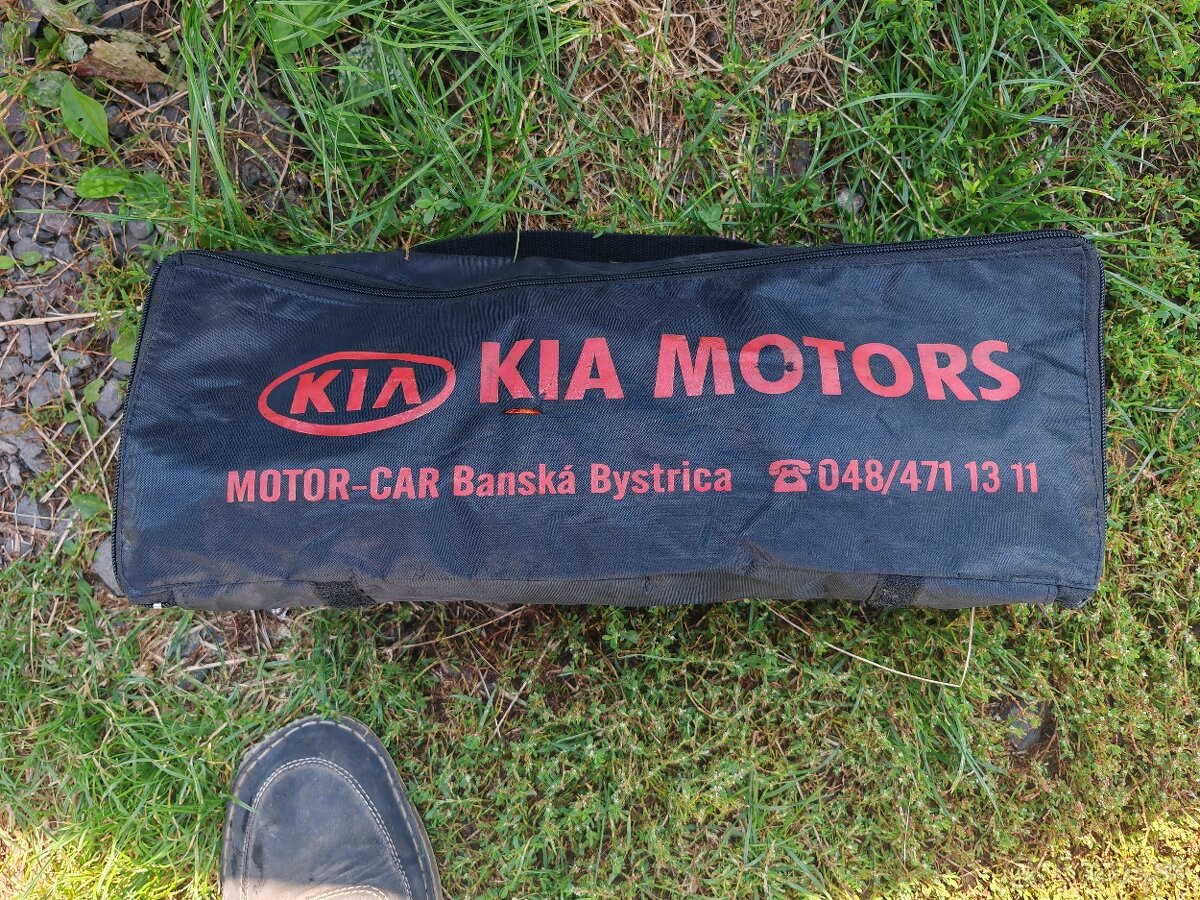 KIA KIA MOTORS
MOTOR-CAR Banská Bystrica ☎048/471 13 11